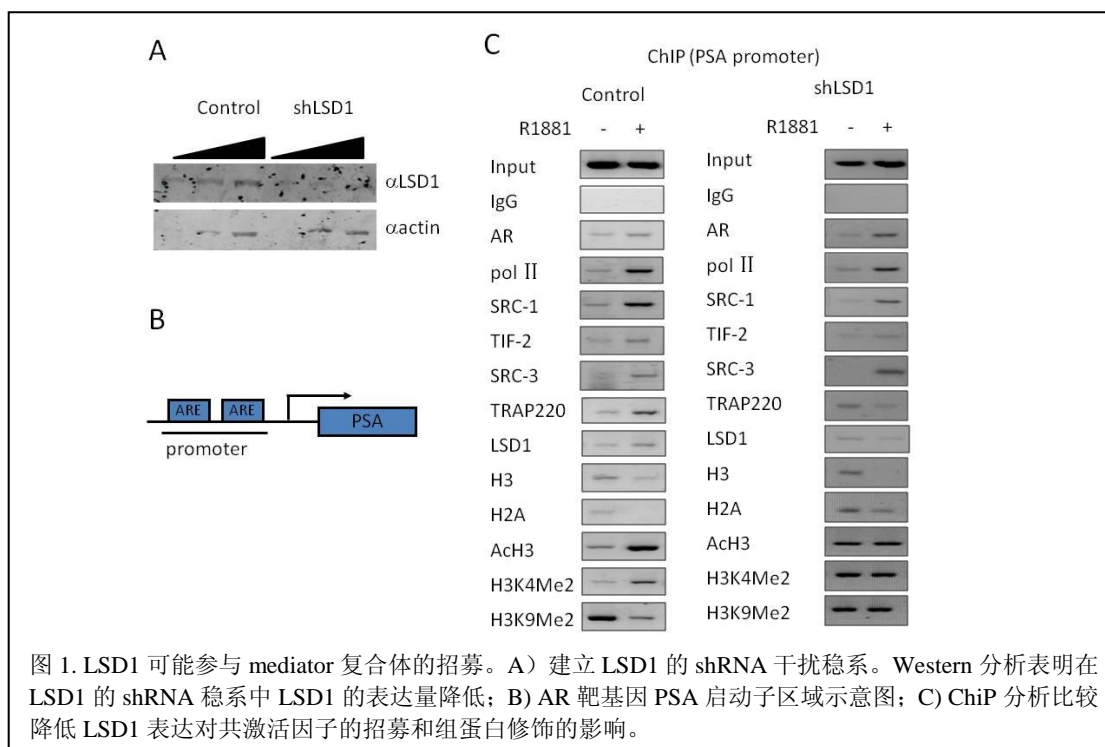 A
Control
shLSD1
αLSD1
αactin
B
ARE
ARE
PSA
promoter
C
ChIP (PSA promoter)
Control
R1881
-
+
Input
IgG
AR
pol Ⅱ
SRC-1
TIF-2
SRC-3
TRAP220
LSD1
H3
H2A
AcH3
H3K4Me2
H3K9Me2
shLSD1
R1881
-
+
Input
IgG
AR
pol Ⅱ
SRC-1
TIF-2
SRC-3
TRAP220
LSD1
H3
H2A
AcH3
H3K4Me2
H3K9Me2
图 1. LSD1 可能参与 mediator 复合体的招募。A）建立 LSD1 的 shRNA 干扰稳系。Western 分析表明在
LSD1 的 shRNA 稳系中 LSD1 的表达量降低；B) AR 靶基因 PSA 启动子区域示意图；C) ChiP 分析比较
降低 LSD1 表达对共激活因子的招募和组蛋白修饰的影响。